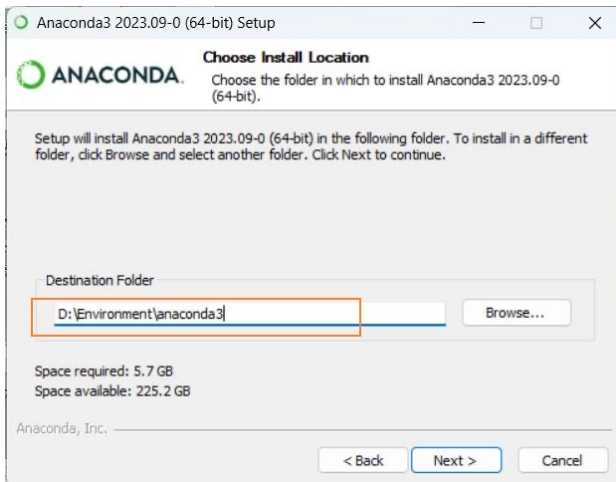 Anaconda3 2023.09-0 (64-bit) Setup
ANACONDA.
Choose Install Location
Choose the folder in which to install Anaconda3 2023.09-0
(64-bit).
Setup will install Anaconda3 2023.09-0 (64-bit) in the following folder. To install in a different
folder, click Browse and select another folder. Click Next to continue.
Destination Folder
D:\Environment\anaconda3
Browse...
Space required: 5.7 GB
Space available: 225.2 GB
Anaconda, Inc.
< Back
Next >
Cancel